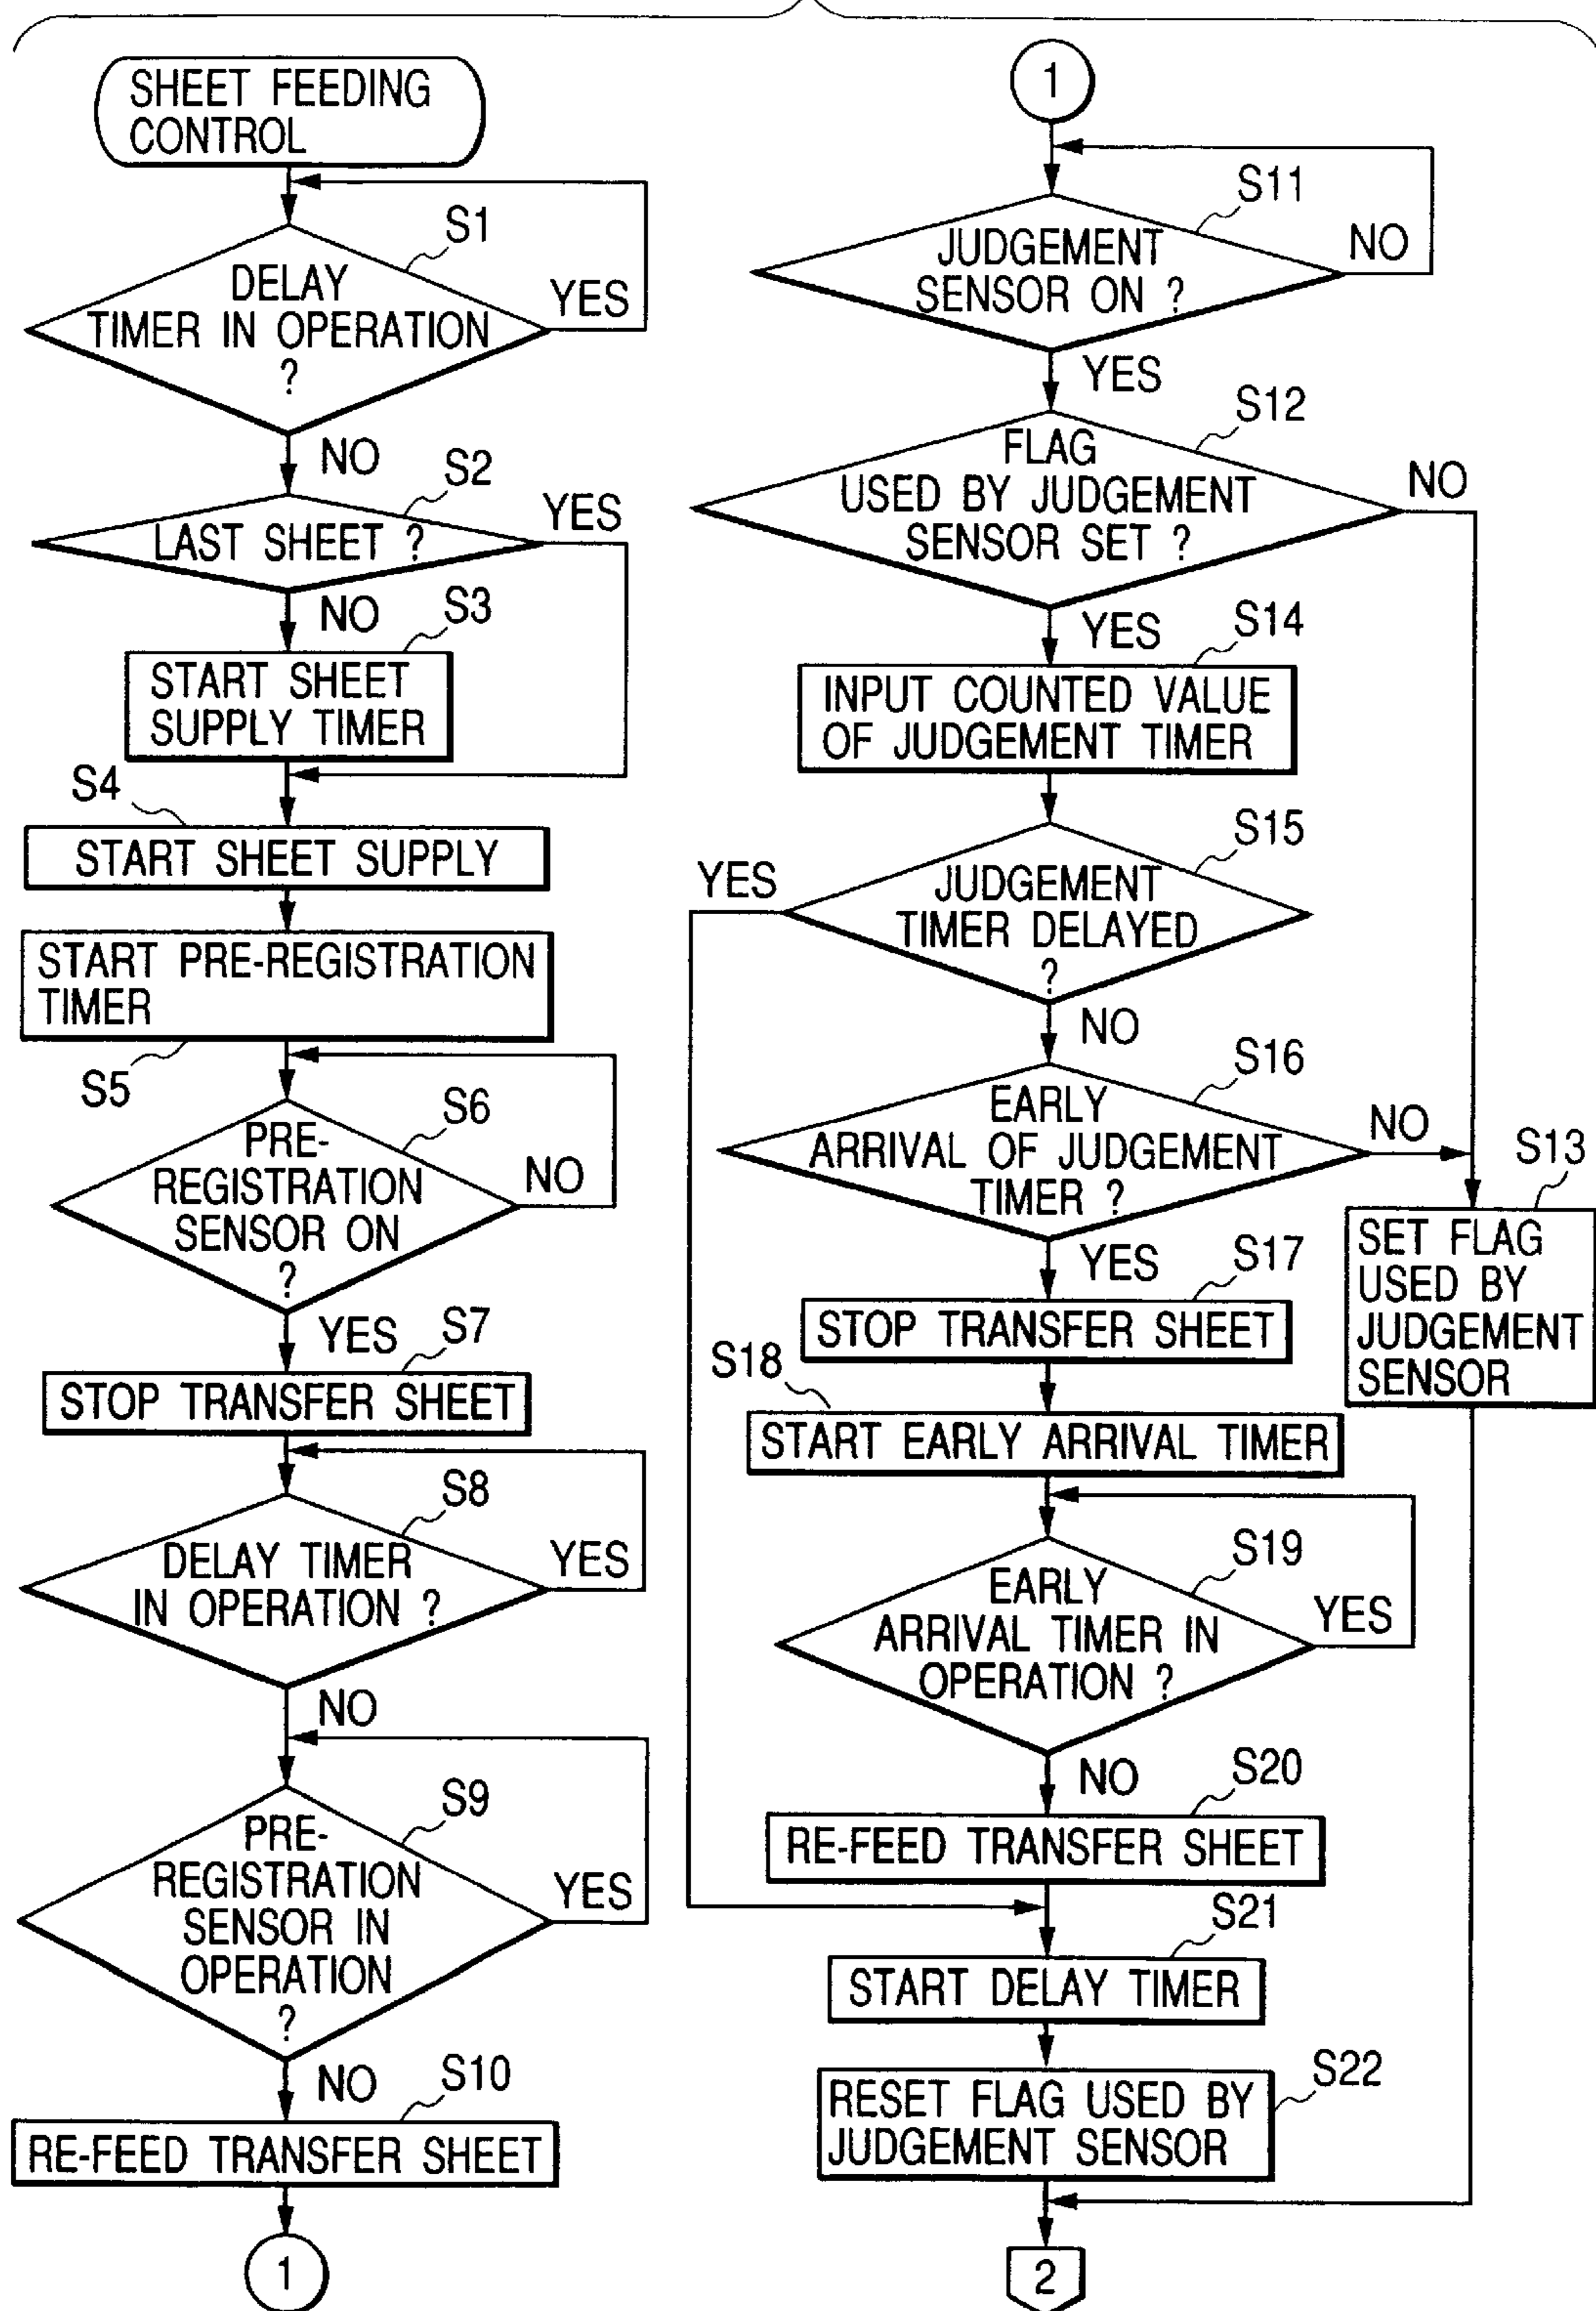 SHEET FEEDING
CONTROL
S1
DELAY
TIMER IN OPERATION
?
YES
NO
S2
LAST SHEET ?
YES
NO
S3
START SHEET
SUPPLY TIMER
S4
START SHEET SUPPLY
START PRE-REGISTRATION
TIMER
S5
S6
PRE-
REGISTRATION
SENSOR ON
?
NO
YES
S7
STOP TRANSFER SHEET
S8
DELAY TIMER
IN OPERATION ?
YES
NO
S9
PRE-
REGISTRATION
SENSOR IN
OPERATION
?
YES
NO
S10
RE-FEED TRANSFER SHEET
1
1
S11
JUDGEMENT
SENSOR ON ?
NO
YES
S12
FLAG
USED BY JUDGEMENT
SENSOR SET ?
NO
YES
S14
INPUT COUNTED VALUE
OF JUDGEMENT TIMER
S15
JUDGEMENT
TIMER DELAYED
?
YES
NO
S16
EARLY
ARRIVAL OF JUDGEMENT
TIMER ?
NO
S13
SET FLAG
USED BY
JUDGEMENT
SENSOR
YES
S17
STOP TRANSFER SHEET
S18
START EARLY ARRIVAL TIMER
S19
EARLY
ARRIVAL TIMER IN
OPERATION ?
YES
NO
S20
RE-FEED TRANSFER SHEET
S21
START DELAY TIMER
S22
RESET FLAG USED BY
JUDGEMENT SENSOR
2